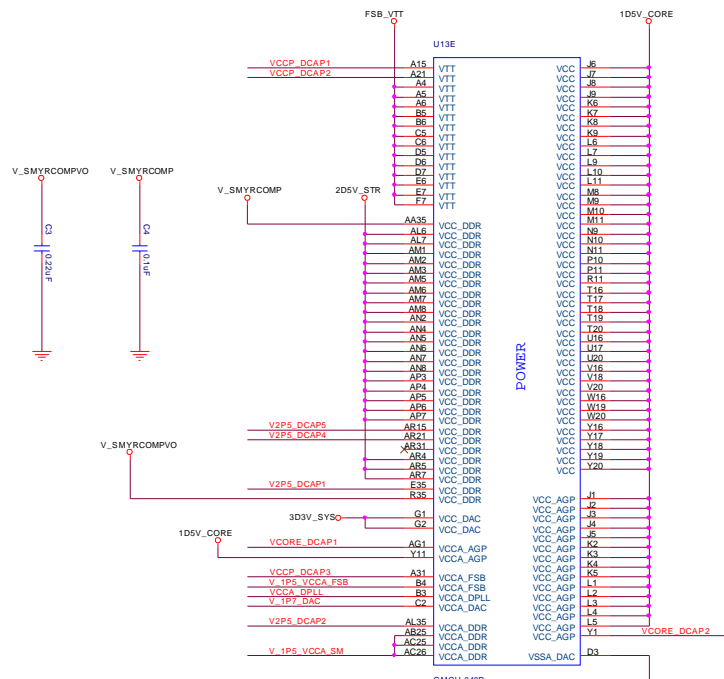 FSB_VTT
1D5V_CORE
U13E
VCCP_DCAP1 A15 VTT VCC J6
VCCP_DCAP2 A21 VTT VCC J7
A4 VTT VCC J8
A5 VTT VCC J9
A6 VTT VCC K6
B5 VTT VCC K7
B6 VTT VCC K8
C5 VTT VCC K9
C6 VTT VCC L6
D5 VTT VCC L7
D6 VTT VCC L9
D7 VTT VCC L10
E6 VTT VCC L11
E7 VTT VCC M8
F7 VTT VCC M9
VCC M10
V_SMYRCOMPVO
V_SMYRCOMP
C3
0.22uF
C4
0.1uF
V_SMYRCOMP
2D5V_STR
AA35 VCC_DDR VCC M11
AL6 VCC_DDR VCC N9
AL7 VCC_DDR VCC N10
AM1 VCC_DDR VCC N11
AM2 VCC_DDR VCC P10
AM3 VCC_DDR VCC P11
AM5 VCC_DDR VCC R11
AM6 VCC_DDR VCC T16
AM7 VCC_DDR VCC T17
AM8 VCC_DDR VCC T18
AN2 VCC_DDR VCC T19
AN4 VCC_DDR VCC T20
AN5 VCC_DDR VCC U16
AN6 VCC_DDR VCC U17
AN7 VCC_DDR VCC U20
AN8 VCC_DDR VCC V16
AP3 VCC_DDR VCC V18
AP4 VCC_DDR VCC V20
AP5 VCC_DDR VCC W16
AP6 VCC_DDR VCC W19
AP7 VCC_DDR VCC W20
V2P5_DCAP5 AR15 VCC_DDR VCC Y16
V2P5_DCAP4 AR21 VCC_DDR VCC Y17
AR31 VCC_DDR VCC Y18
AR4 VCC_DDR VCC Y19
AR5 VCC_DDR VCC Y20
AR7 VCC_DDR
V2P5_DCAP1 E35 VCC_DDR
V_SMYRCOMPVO
R35 VCC_DDR VCC_AGP J1
POWER
VCC_AGP J2
3D3V_SYS G1 VCC_DAC VCC_AGP J3
G2 VCC_DAC VCC_AGP J4
VCC_AGP J5
1D5V_CORE
VCORE_DCAP1 AG1 VCCA_AGP VCC_AGP K2
Y11 VCCA_AGP VCC_AGP K3
VCC_AGP K4
VCCP_DCAP3 A31 VCCA_FSB VCC_AGP K5
V_1P5_VCCA_FSB B4 VCCA_FSB VCC_AGP L1
VCCA_DPLL B3 VCCA_DPLL VCC_AGP L2
V_1P7_DAC C2 VCCA_DAC VCC_AGP L3
VCC_AGP L4
V2P5_DCAP2 AL35 VCCA_DDR VCC_AGP L5
AB25 VCCA_DDR VCC_AGP Y1 VCORE_DCAP2
AC25 VCCA_DDR
V_1P5_VCCA_SM AC26 VCCA_DDR VSSA_DAC D3